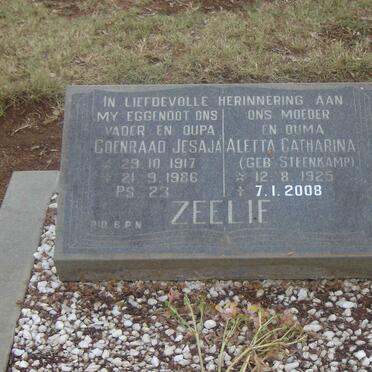 IN LIEFDEVOLLE HERINNERING AAN
MY EGGENOOT ONS
VADER EN OUPA
COENRAAD JESAJA
☆ 29.10.1917
✝ 21.9.1986
PS. 23
ONS MOEDER
EN OUMA
ALETTA CATHARINA
(GEB. STEENKAMP)
☆ 12.8.1925
✝ 7.1.2008
ZEELIE